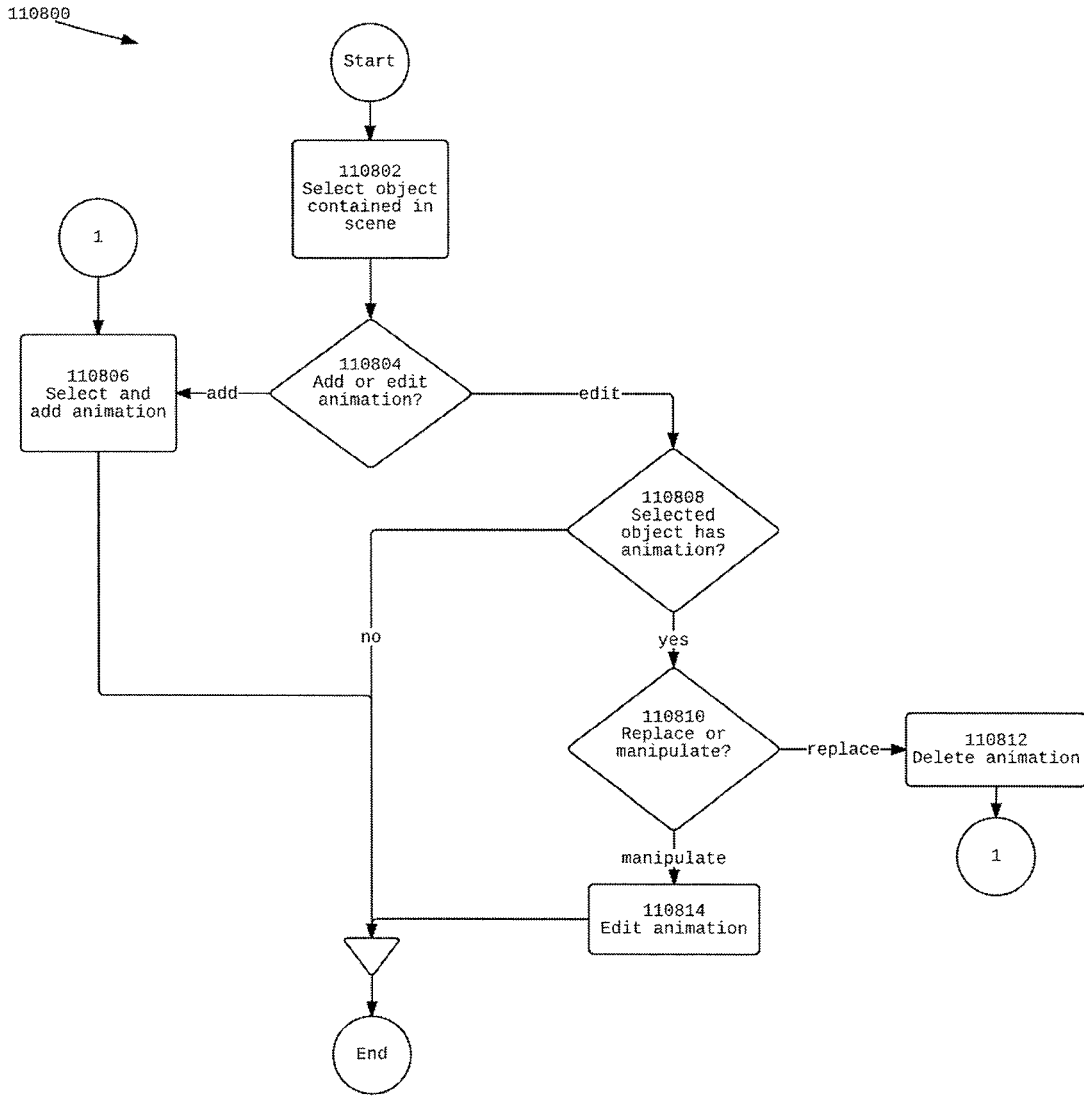 110800
Start
110802
Select object
contained in
scene
1
110804
Add or edit
animation?
110806
Select and
add animation
add
edit
110808
Selected
object has
animation?
no
yes
110810
Replace or
manipulate?
replace
110812
Delete animation
manipulate
1
110814
Edit animation
End